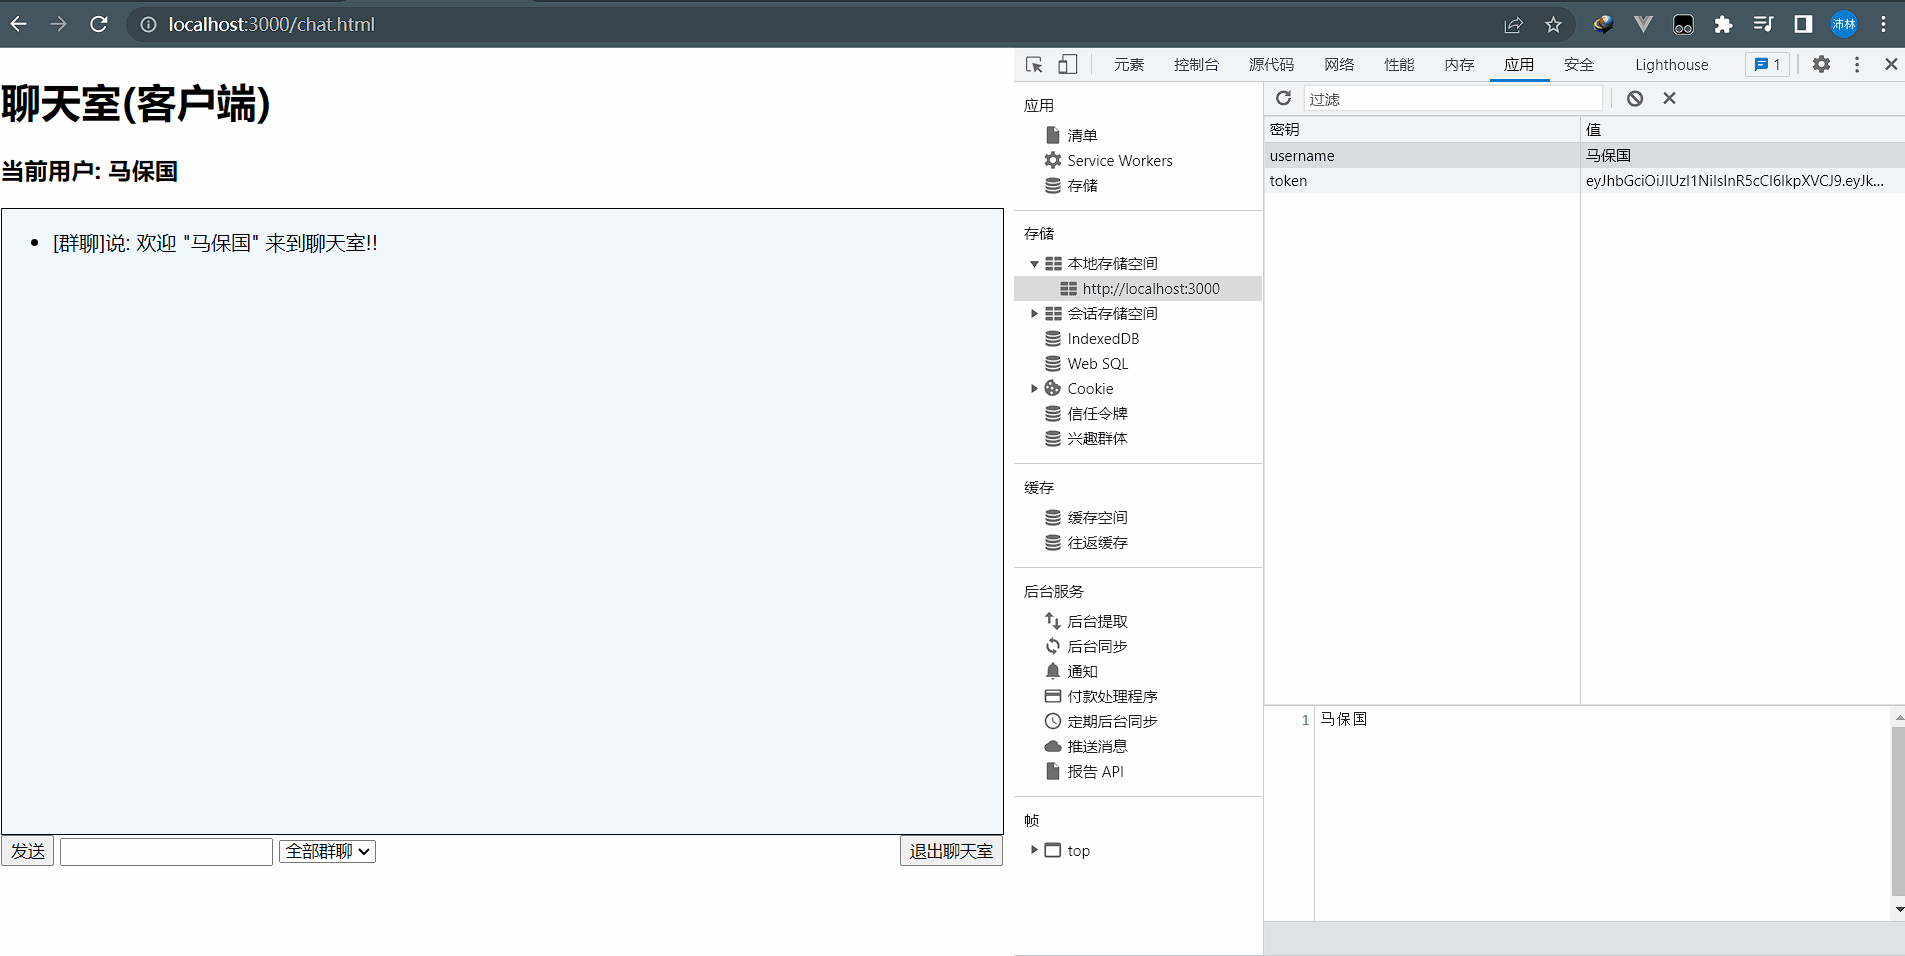 localhost:3000/chat.html
沛林
聊天室(客户端)
当前用户: 马保国
[群聊]说: 欢迎 "马保国" 来到聊天室!!
发送
全部群聊
退出聊天室
元素 控制台 源代码 网络 性能 内存 应用 安全 Lighthouse 1
应用
清单
Service Workers
存储
存储
本地存储空间
http://localhost:3000
会话存储空间
IndexedDB
Web SQL
Cookie
信任令牌
兴趣群体
缓存
缓存空间
往返缓存
后台服务
后台提取
后台同步
通知
付款处理程序
定期后台同步
推送消息
报告 API
帧
top
过滤
密钥 值
username 马保国
token eyJhbGciOiJIUzI1NiIsInR5cCI6IkpXVCJ9.eyJk...
1 马保国